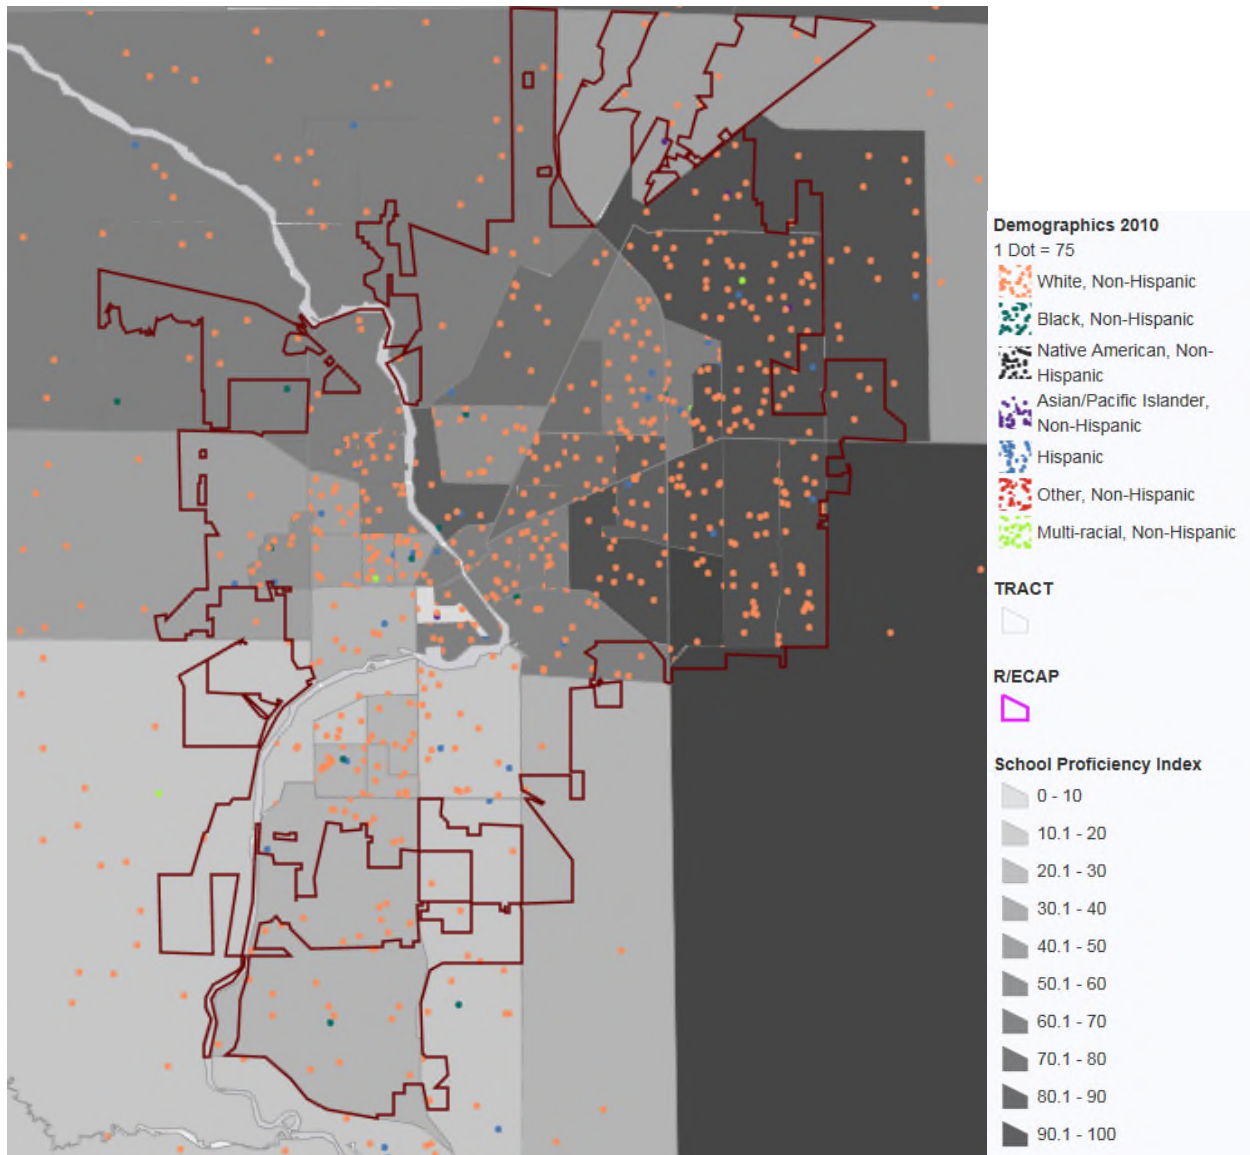 Demographics 2010
1 Dot = 75
White, Non-Hispanic
Black, Non-Hispanic
Native American, Non-
Hispanic
Asian/Pacific Islander,
Non-Hispanic
Hispanic
Other, Non-Hispanic
Multi-racial, Non-Hispanic
TRACT
R/ECAP
School Proficiency Index
0 - 10
10.1 - 20
20.1 - 30
30.1 - 40
40.1 - 50
50.1 - 60
60.1 - 70
70.1 - 80
80.1 - 90
90.1 - 100